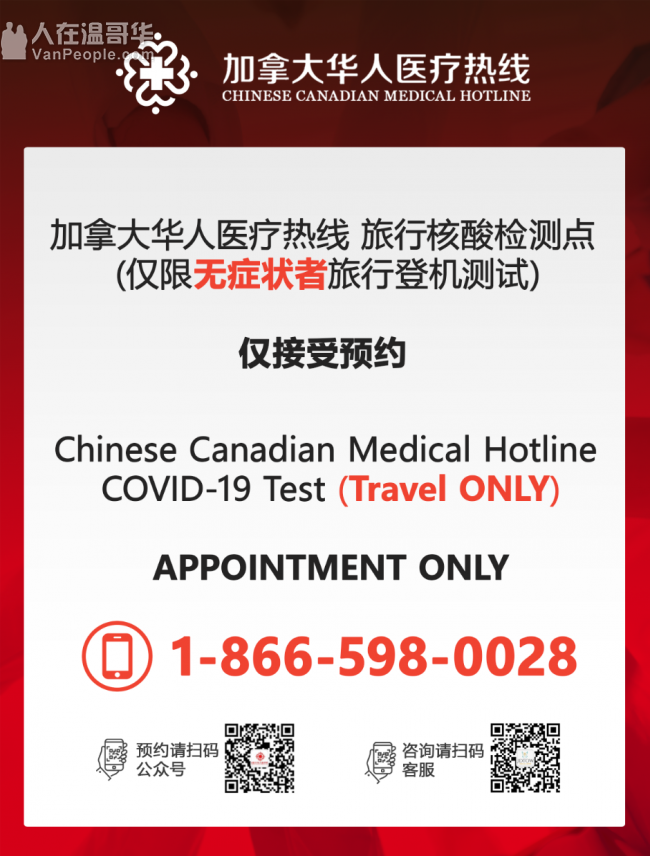 人在温哥华
VanPeople.com
加拿大华人医疗热线
CHINESE CANADIAN MEDICAL HOTLINE
加拿大华人医疗热线 旅行核酸检测点
(仅限无症状者旅行登机测试)
仅接受预约
Chinese Canadian Medical Hotline
COVID-19 Test (Travel ONLY)
APPOINTMENT ONLY
1-866-598-0028
预约请扫码
公众号
咨询请扫码
客服